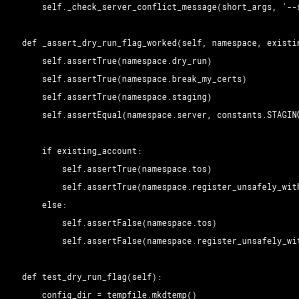 self._check_server_conflict_message(short_args, '--s
def _assert_dry_run_flag_worked(self, namespace, existin
self.assertTrue(namespace.dry_run)
self.assertTrue(namespace.break_my_certs)
self.assertTrue(namespace.staging)
self.assertEqual(namespace.server, constants.STAGING
if existing_account:
self.assertTrue(namespace.tos)
self.assertTrue(namespace.register_unsafely_with
else:
self.assertFalse(namespace.tos)
self.assertFalse(namespace.register_unsafely_wit
def test_dry_run_flag(self):
config_dir = tempfile.mkdtemp()